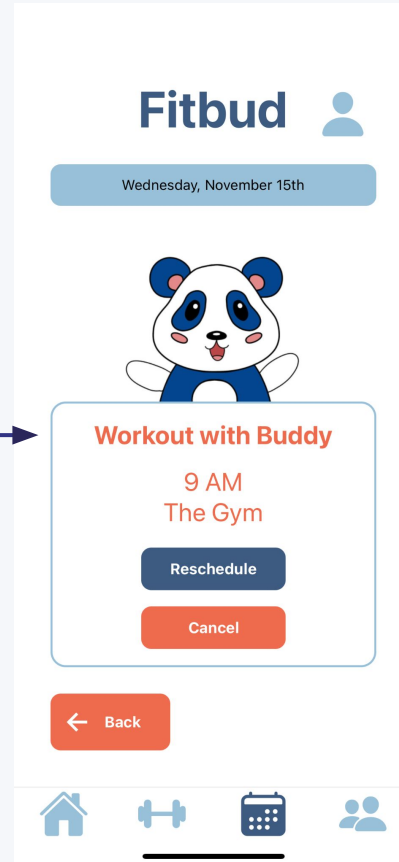 Fitbud
Wednesday, November 15th
Workout with Buddy
9 AM
The Gym
Reschedule
Cancel
Back